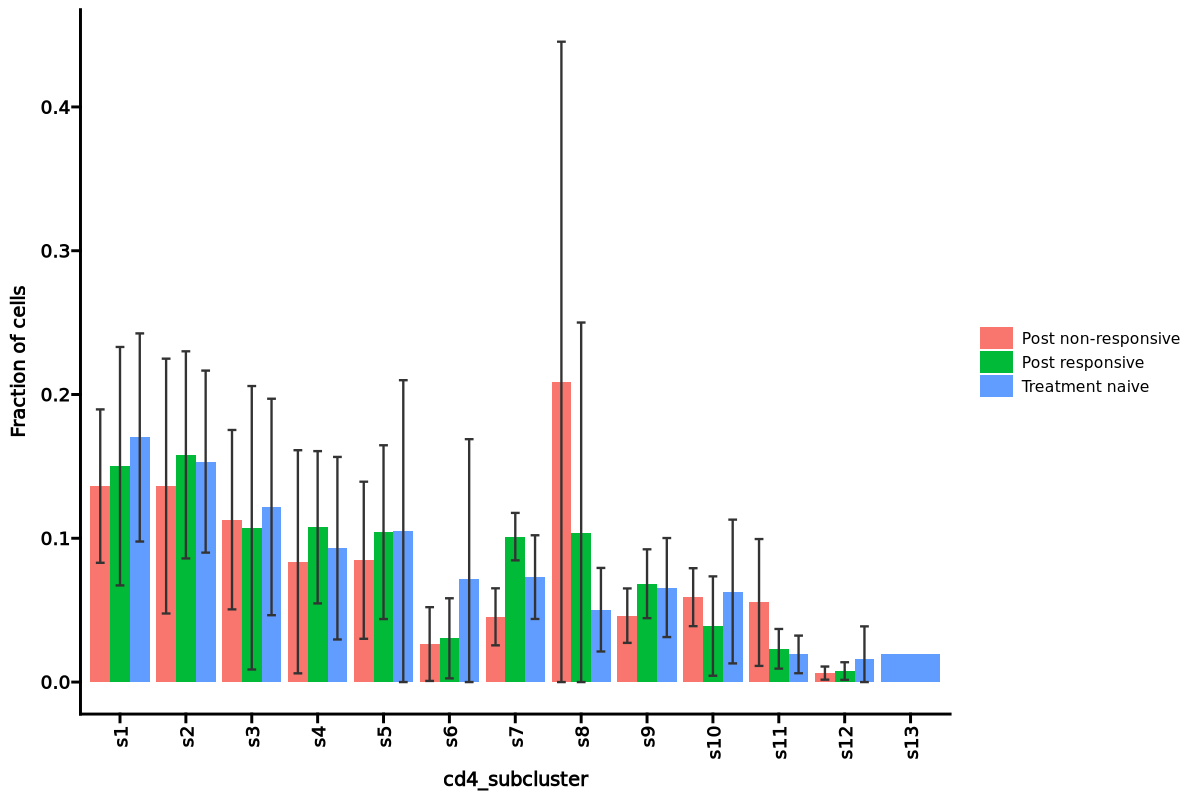 Fraction of cells
0.4
0.3
0.2
0.1
0.0
s1 s2 s3 s4 s5 s6 s7 s8 s9 s10 s11 s12 s13
cd4_subcluster
Post non-responsive
Post responsive
Treatment naive